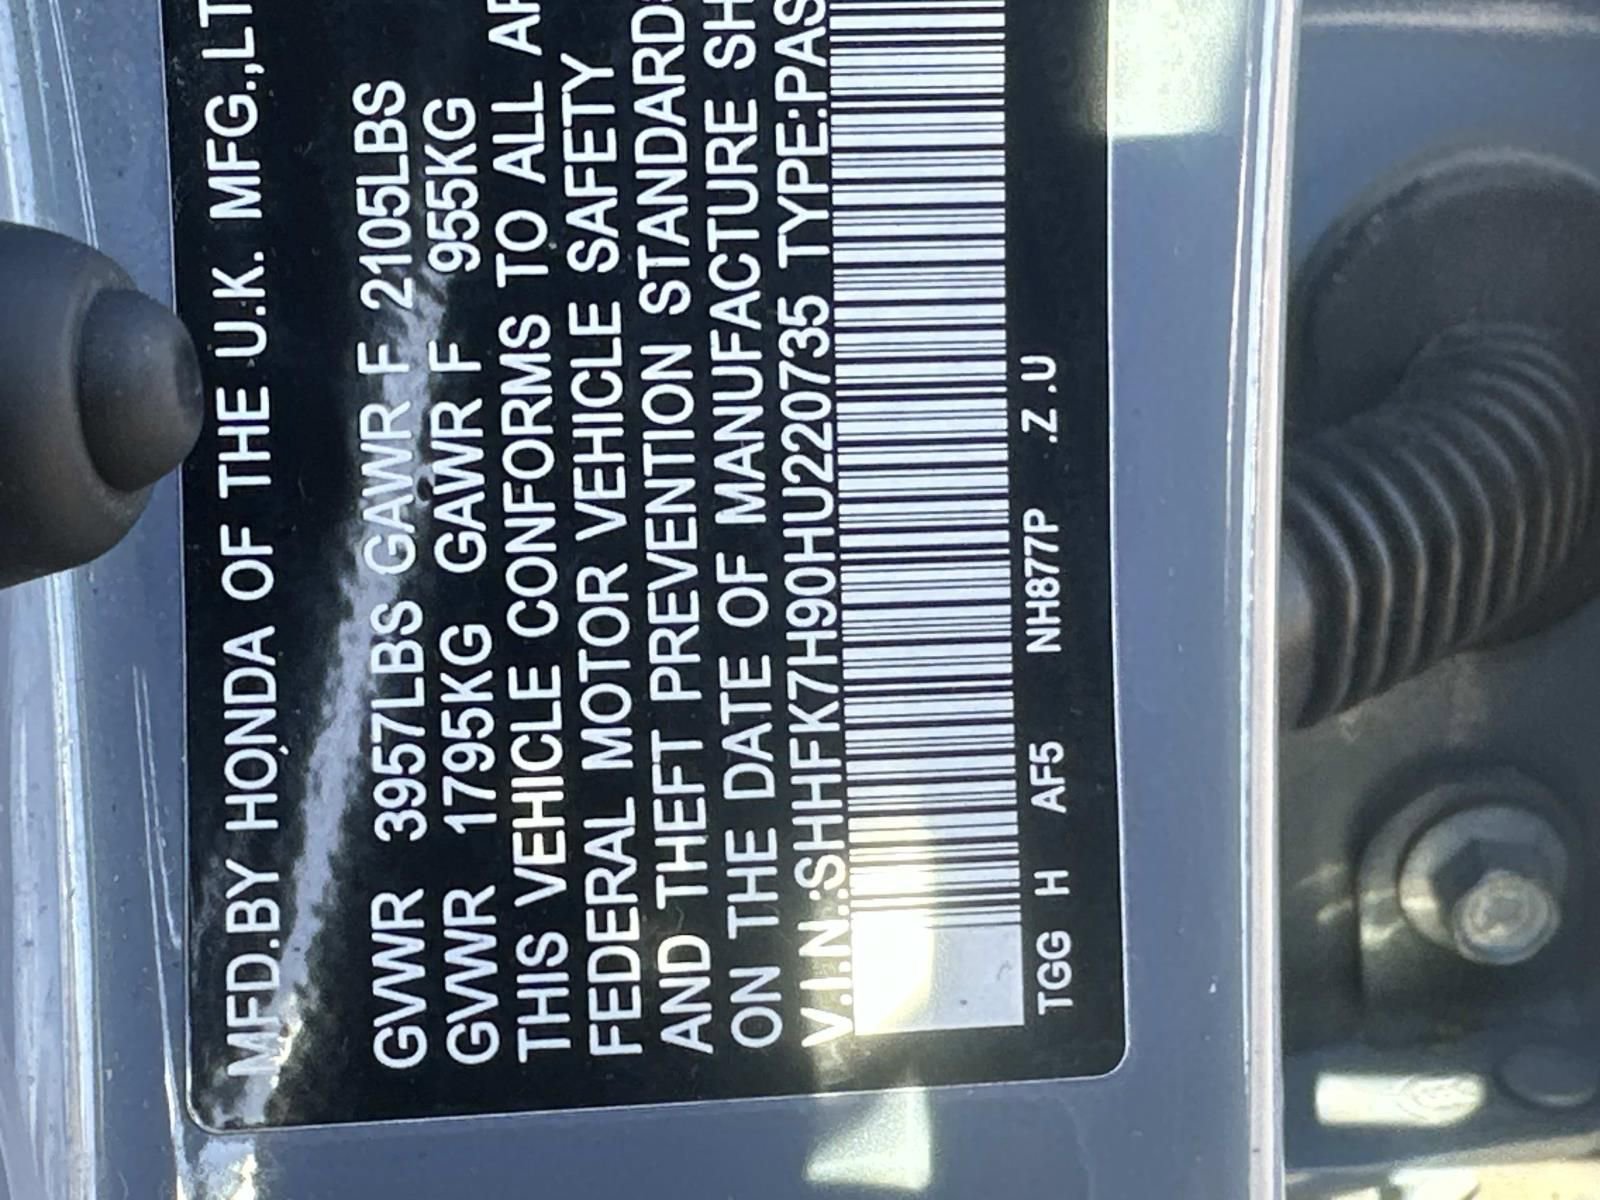 MFD.BY HONDA OF THE U.K. MFG.,LT
GVWR 3957LBS GAWR F 2105LBS
GVWR 1795KG GAWR F 955KG
THIS VEHICLE CONFORMS TO ALL AP
FEDERAL MOTOR VEHICLE SAFETY
AND THEFT PREVENTION STANDARDS
ON THE DATE OF MANUFACTURE SH
V.I.N.:SHHFK7H90HU220735 TYPE:PAS
TGG H AF5 NH877P .Z.U